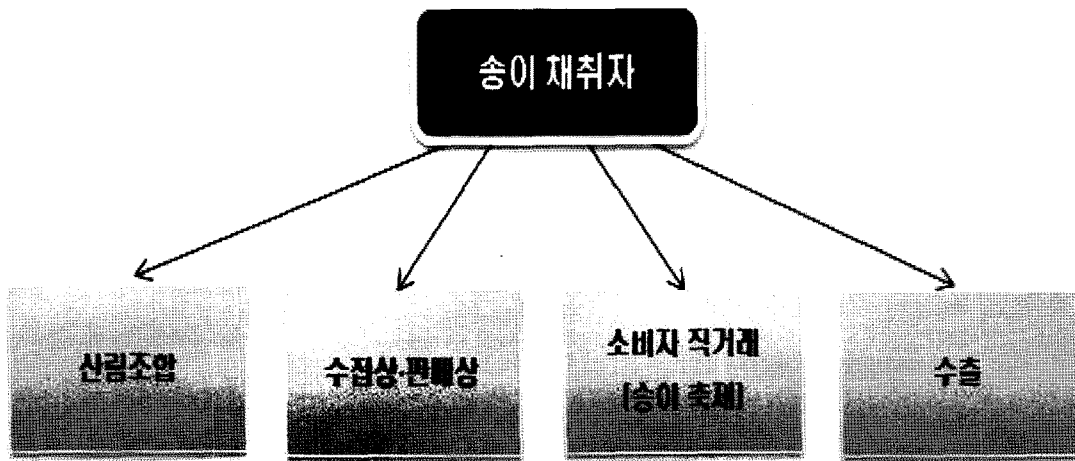 송이 채취자
산림조합
수집상·판매상
소비자 직거래
(송이 축제)
수출